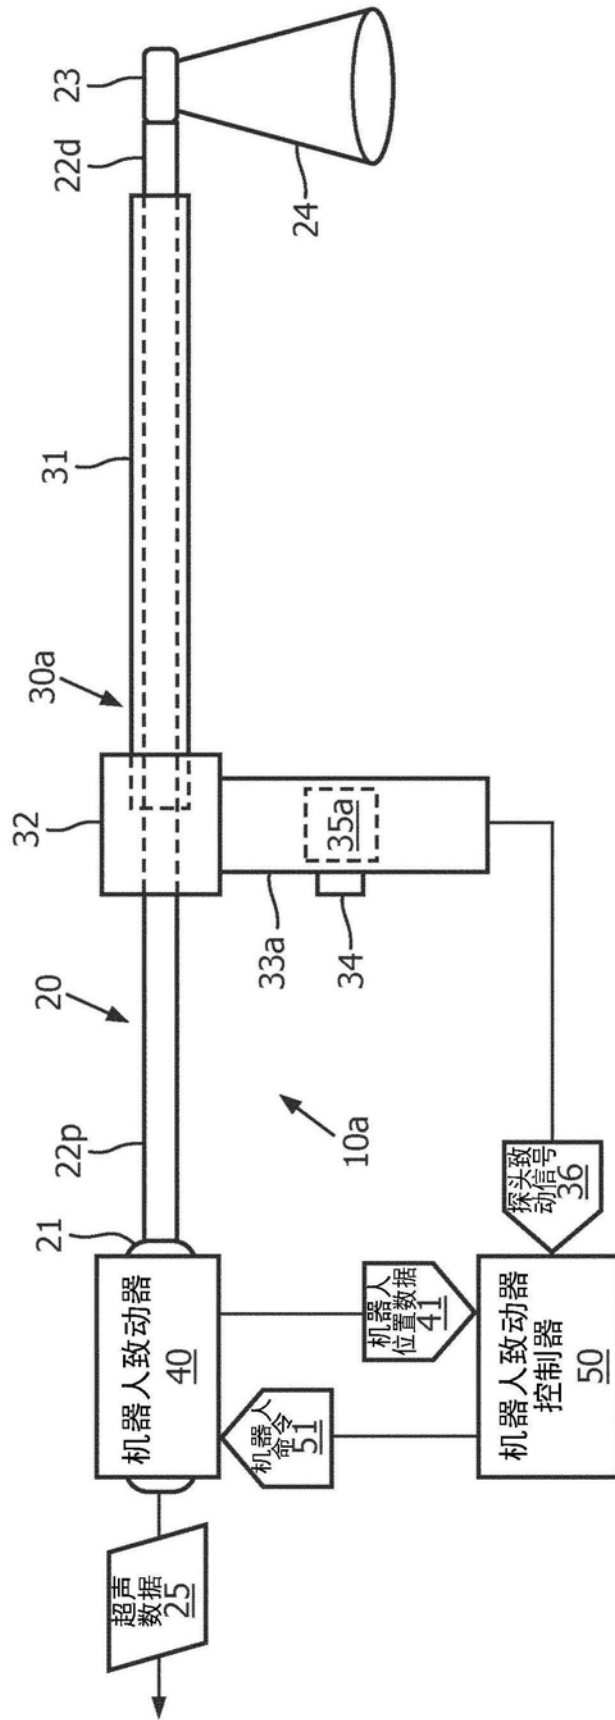 23
22d
24
31
30a
32
35a
33a
34
20
10a
22p
21
机器人致动器
40
机器人
位置数据
41
探头致
动信号
36
机器人
命令
51
机器人致动器
控制器
50
超声
数据
25